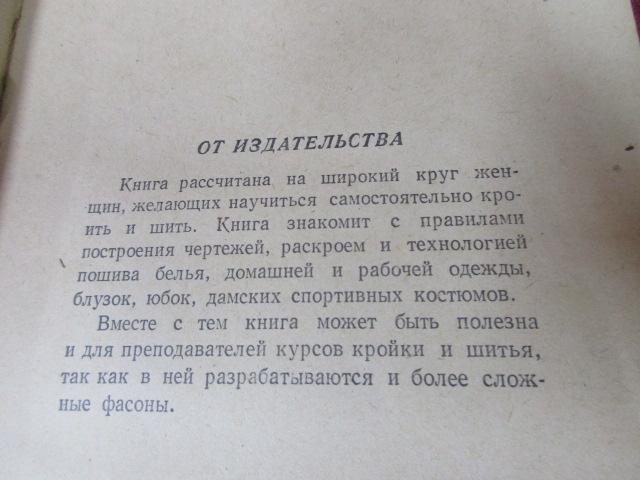 ОТ ИЗДАТЕЛЬСТВА
Книга рассчитана на широкий круг жен-
щин, желающих научиться самостоятельно кро-
ить и шить. Книга знакомит с правилами
построения чертежей, раскроем и технологией
пошива белья, домашней и рабочей одежды,
блузок, юбок, дамских спортивных костюмов.
Вместе с тем книга может быть полезна
и для преподавателей курсов кройки и шитья,
так как в ней разрабатываются и более слож-
ные фасоны.